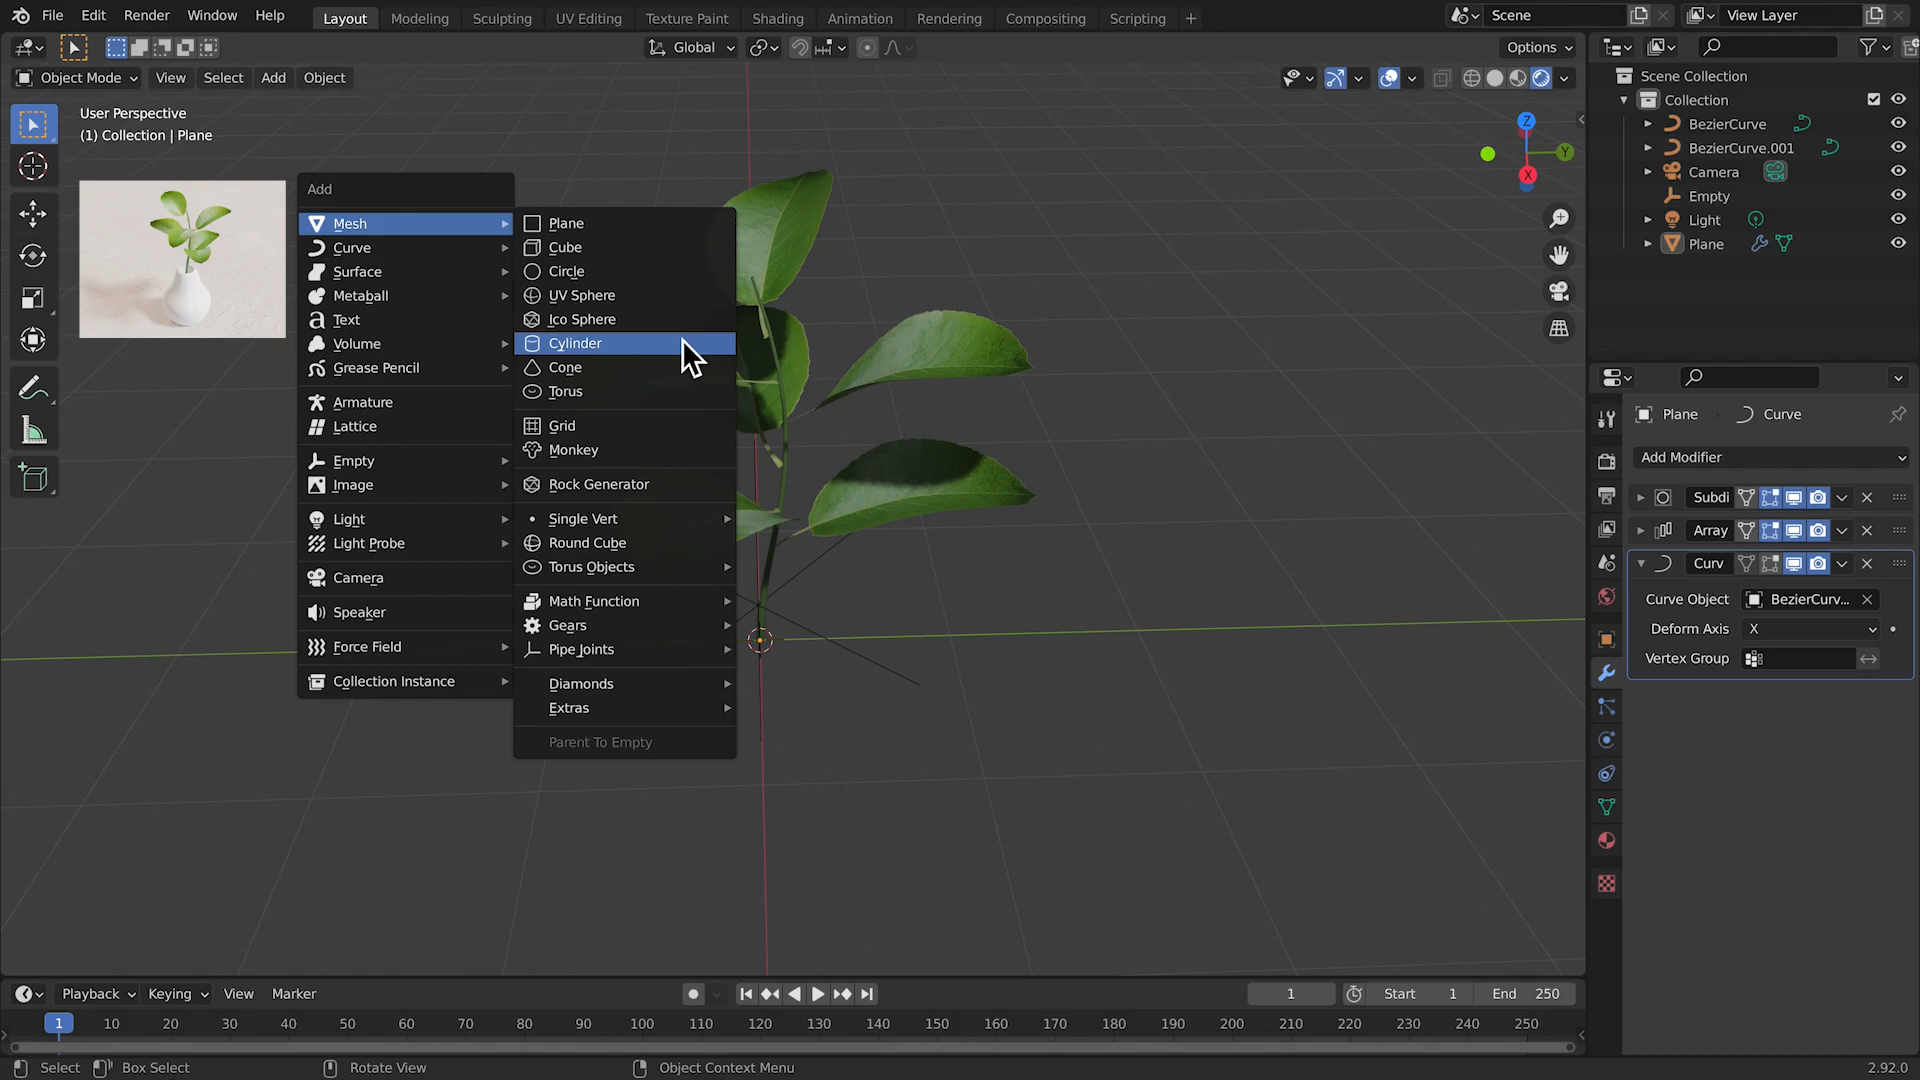 File Edit Render Window Help
Layout Modeling Sculpting UV Editing Texture Paint Shading Animation Rendering Compositing Scripting +
Scene
View Layer
Global
Options
Object Mode View Select Add Object
User Perspective
(1) Collection | Plane
Z
Y
X
Add
Mesh
Curve
Surface
Metaball
Text
Volume
Grease Pencil
Armature
Lattice
Empty
Image
Light
Light Probe
Camera
Speaker
Force Field
Collection Instance
Plane
Cube
Circle
UV Sphere
Ico Sphere
Cylinder
Cone
Torus
Grid
Monkey
Rock Generator
Single Vert
Round Cube
Torus Objects
Math Function
Gears
Pipe Joints
Diamonds
Extras
Parent To Empty
Scene Collection
Collection
BezierCurve
BezierCurve.001
Camera
Empty
Light
Plane
Plane Curve
Add Modifier
Subdi
Array
Curv
Curve Object BezierCurv...
Deform Axis X
Vertex Group
Playback Keying View Marker
1 Start 1 End 250
1 10 20 30 40 50 60 70 80 90 100 110 120 130 140 150 160 170 180 190 200 210 220 230 240 250
Select Box Select Rotate View Object Context Menu 2.92.0